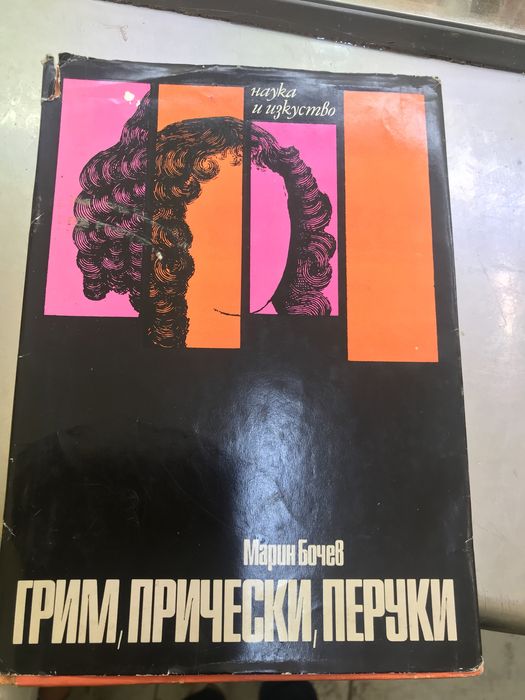 наука
и изкуство
Марин Бочев
ГРИМ, ПРИЧЕСКИ, ПЕРУКИ